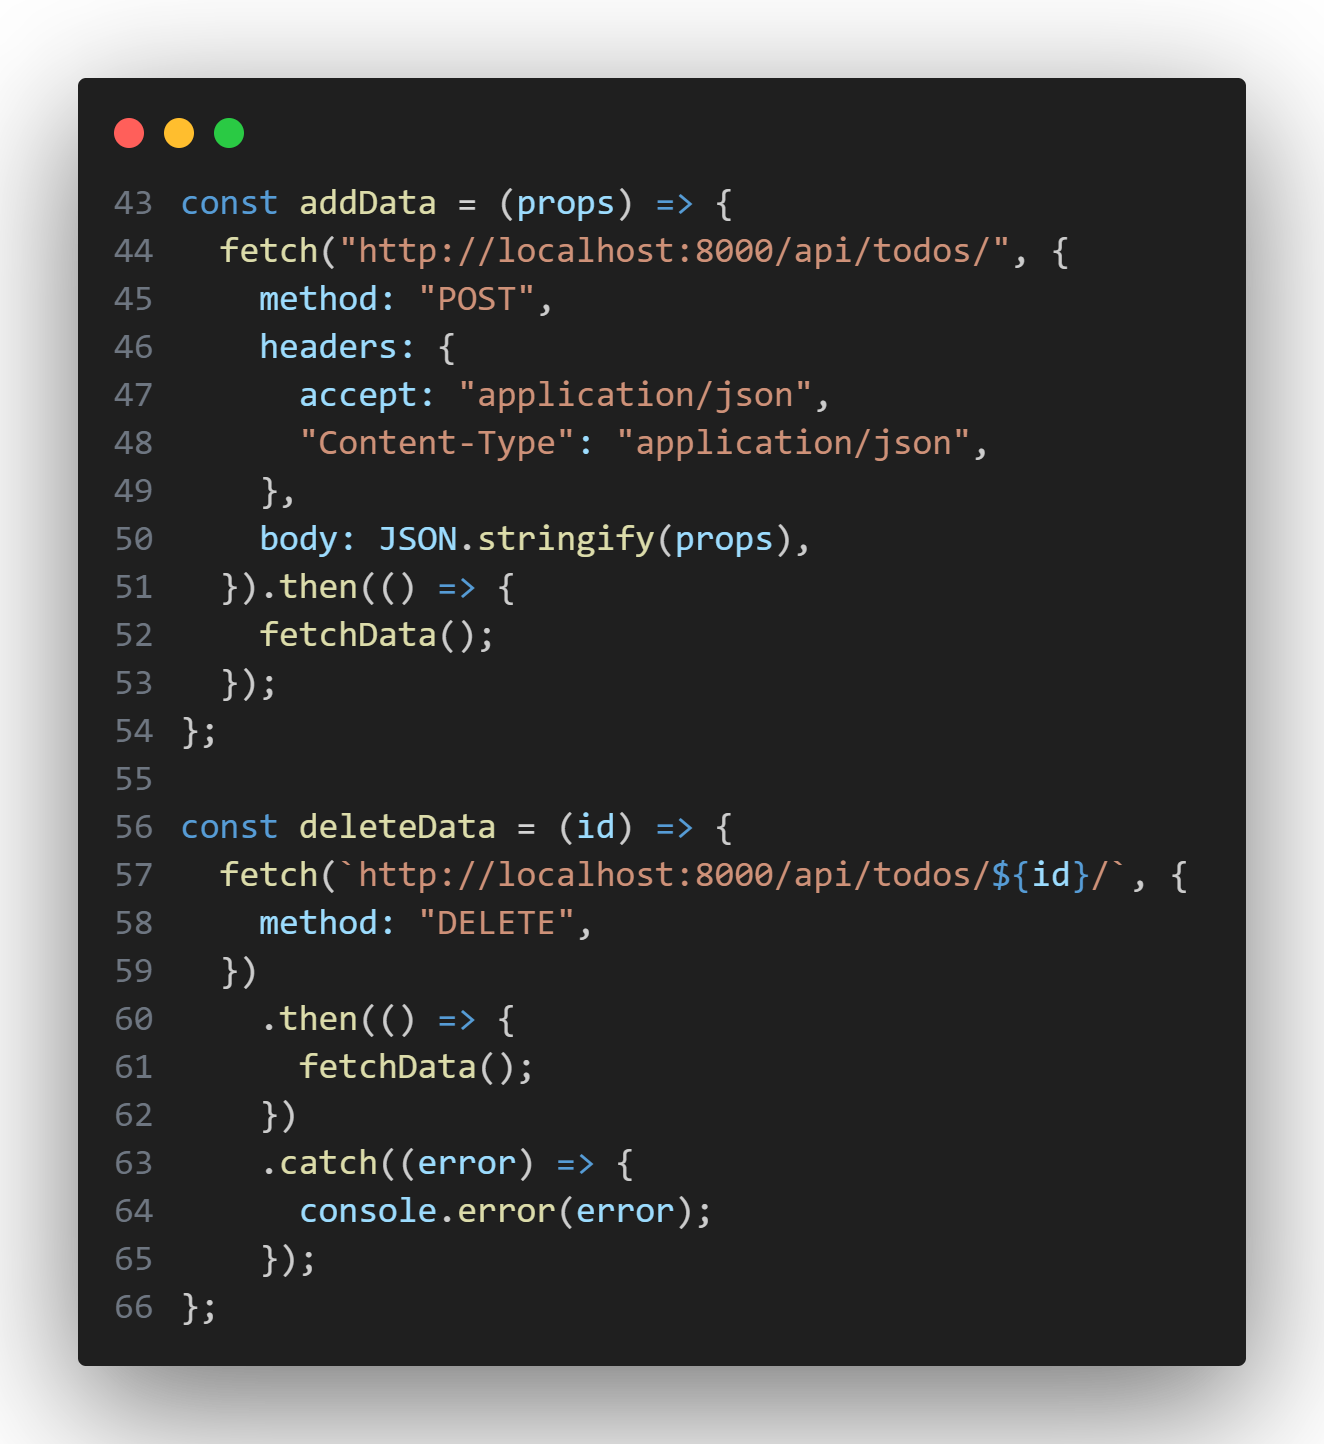 43 const addData = (props) => {
44   fetch("http://localhost:8000/api/todos/", {
45     method: "POST",
46     headers: {
47       accept: "application/json",
48       "Content-Type": "application/json",
49     },
50     body: JSON.stringify(props),
51   }).then(() => {
52     fetchData();
53   });
54 };
55
56 const deleteData = (id) => {
57   fetch(`http://localhost:8000/api/todos/${id}/`, {
58     method: "DELETE",
59   })
60     .then(() => {
61       fetchData();
62     })
63     .catch((error) => {
64       console.error(error);
65     });
66 };